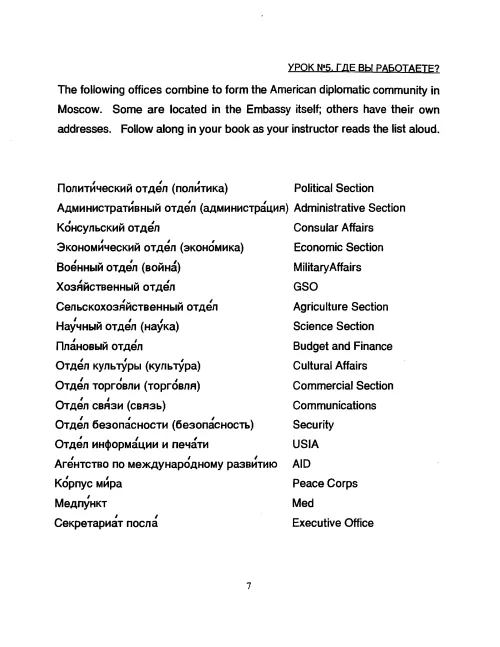 УРОК №5. ГДЕ ВЫ РАБОТАЕТЕ?
The following offices combine to form the American diplomatic community in
Moscow. Some are located in the Embassy itself; others have their own
addresses. Follow along in your book as your instructor reads the list aloud.
Полити́ческий отде́л (поли́тика) Political Section
Администрати́вный отде́л (администра́ция) Administrative Section
Ко́нсульский отде́л Consular Affairs
Экономи́ческий отде́л (эконо́мика) Economic Section
Вое́нный отде́л (война́) MilitaryAffairs
Хозя́йственный отде́л GSO
Сельскохозя́йственный отде́л Agriculture Section
Нау́чный отде́л (нау́ка) Science Section
Пла́новый отде́л Budget and Finance
Отде́л культу́ры (культу́ра) Cultural Affairs
Отде́л торго́вли (торго́вля) Commercial Section
Отде́л свя́зи (связь) Communications
Отде́л безопа́сности (безопа́сность) Security
Отде́л информа́ции и печа́ти USIA
Аге́нтство по междунаро́дному разви́тию AID
Ко́рпус ми́ра Peace Corps
Медпу́нкт Med
Секретариа́т посла́ Executive Office
7